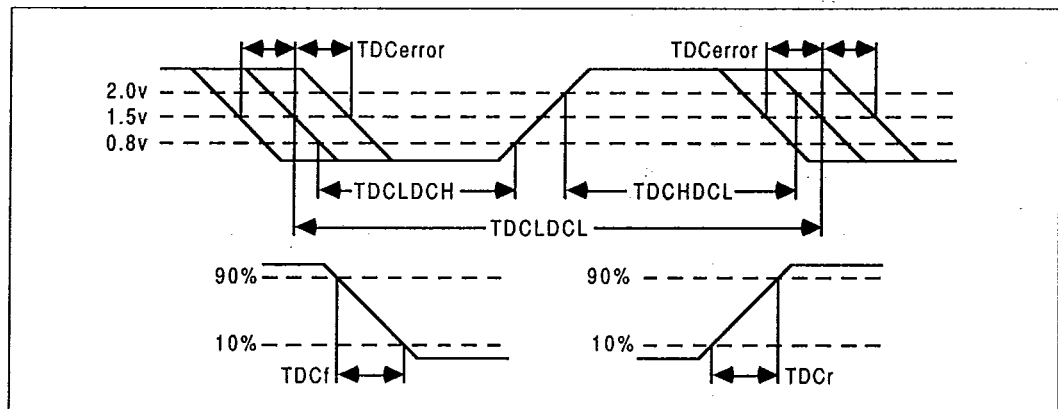 TDCerror TDCerror
2.0v
1.5v
0.8v
TDCLDCH TDCHDCL
TDCLDCL
90% 90%
10% 10%
TDCf TDCr